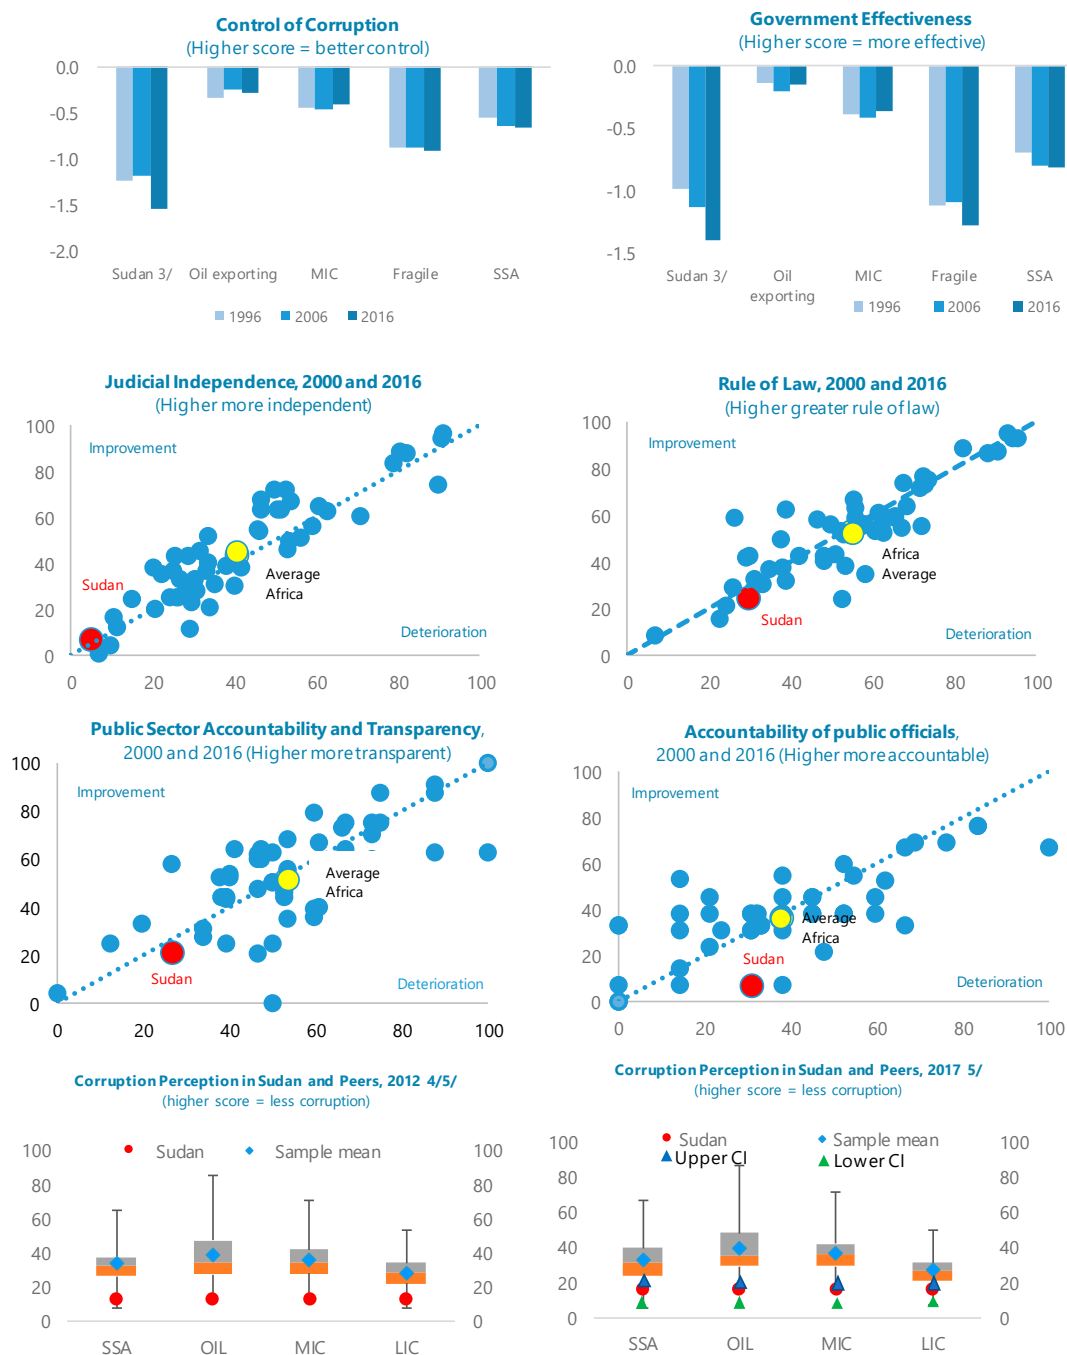 Control of Corruption
(Higher score = better control)
0.0
-0.5
-1.0
-1.5
-2.0
Sudan 3/ Oil exporting MIC Fragile SSA
1996 2006 2016
Government Effectiveness
(Higher score = more effective)
0.0
-0.5
-1.0
-1.5
Sudan 3/ Oil exporting MIC Fragile SSA
1996 2006 2016
Judicial Independence, 2000 and 2016
(Higher more independent)
100
80
60
40
20
0
Improvement
Sudan
Average
Africa
Deterioration
0 20 40 60 80 100
Rule of Law, 2000 and 2016
(Higher greater rule of law)
100
80
60
40
20
0
Improvement
Africa
Average
Sudan
Deterioration
0 20 40 60 80 100
Public Sector Accountability and Transparency,
2000 and 2016 (Higher more transparent)
100
80
60
40
20
0
Improvement
Average
Africa
Sudan
Deterioration
0 20 40 60 80 100
Accountability of public officials,
2000 and 2016 (Higher more accountable)
100
80
60
40
20
0
Improvement
Average
Africa
Sudan
Deterioration
0 20 40 60 80 100
Corruption Perception in Sudan and Peers, 2012 4/5/
(higher score = less corruption)
Sudan Sample mean
100 100
80 80
60 60
40 40
20 20
0 0
SSA OIL MIC LIC
Corruption Perception in Sudan and Peers, 2017 5/
(higher score = less corruption)
Sudan Sample mean
Upper CI Lower CI
100 100
80 80
60 60
40 40
20 20
0 0
SSA OIL MIC LIC